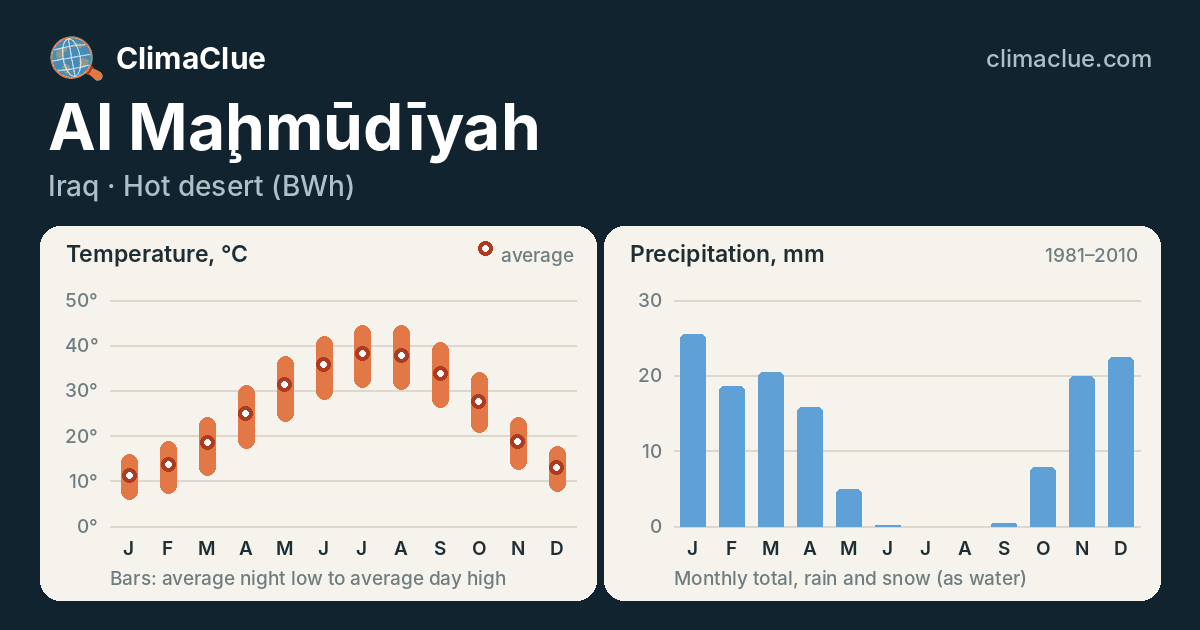 ClimaClue
climaclue.com
Al Maḩmūdīyah
Iraq · Hot desert (BWh)
Temperature, °C
average
50°
40°
30°
20°
10°
0°
J F M A M J J A S O N D
Bars: average night low to average day high
Precipitation, mm
1981–2010
30
20
10
0
J F M A M J J A S O N D
Monthly total, rain and snow (as water)